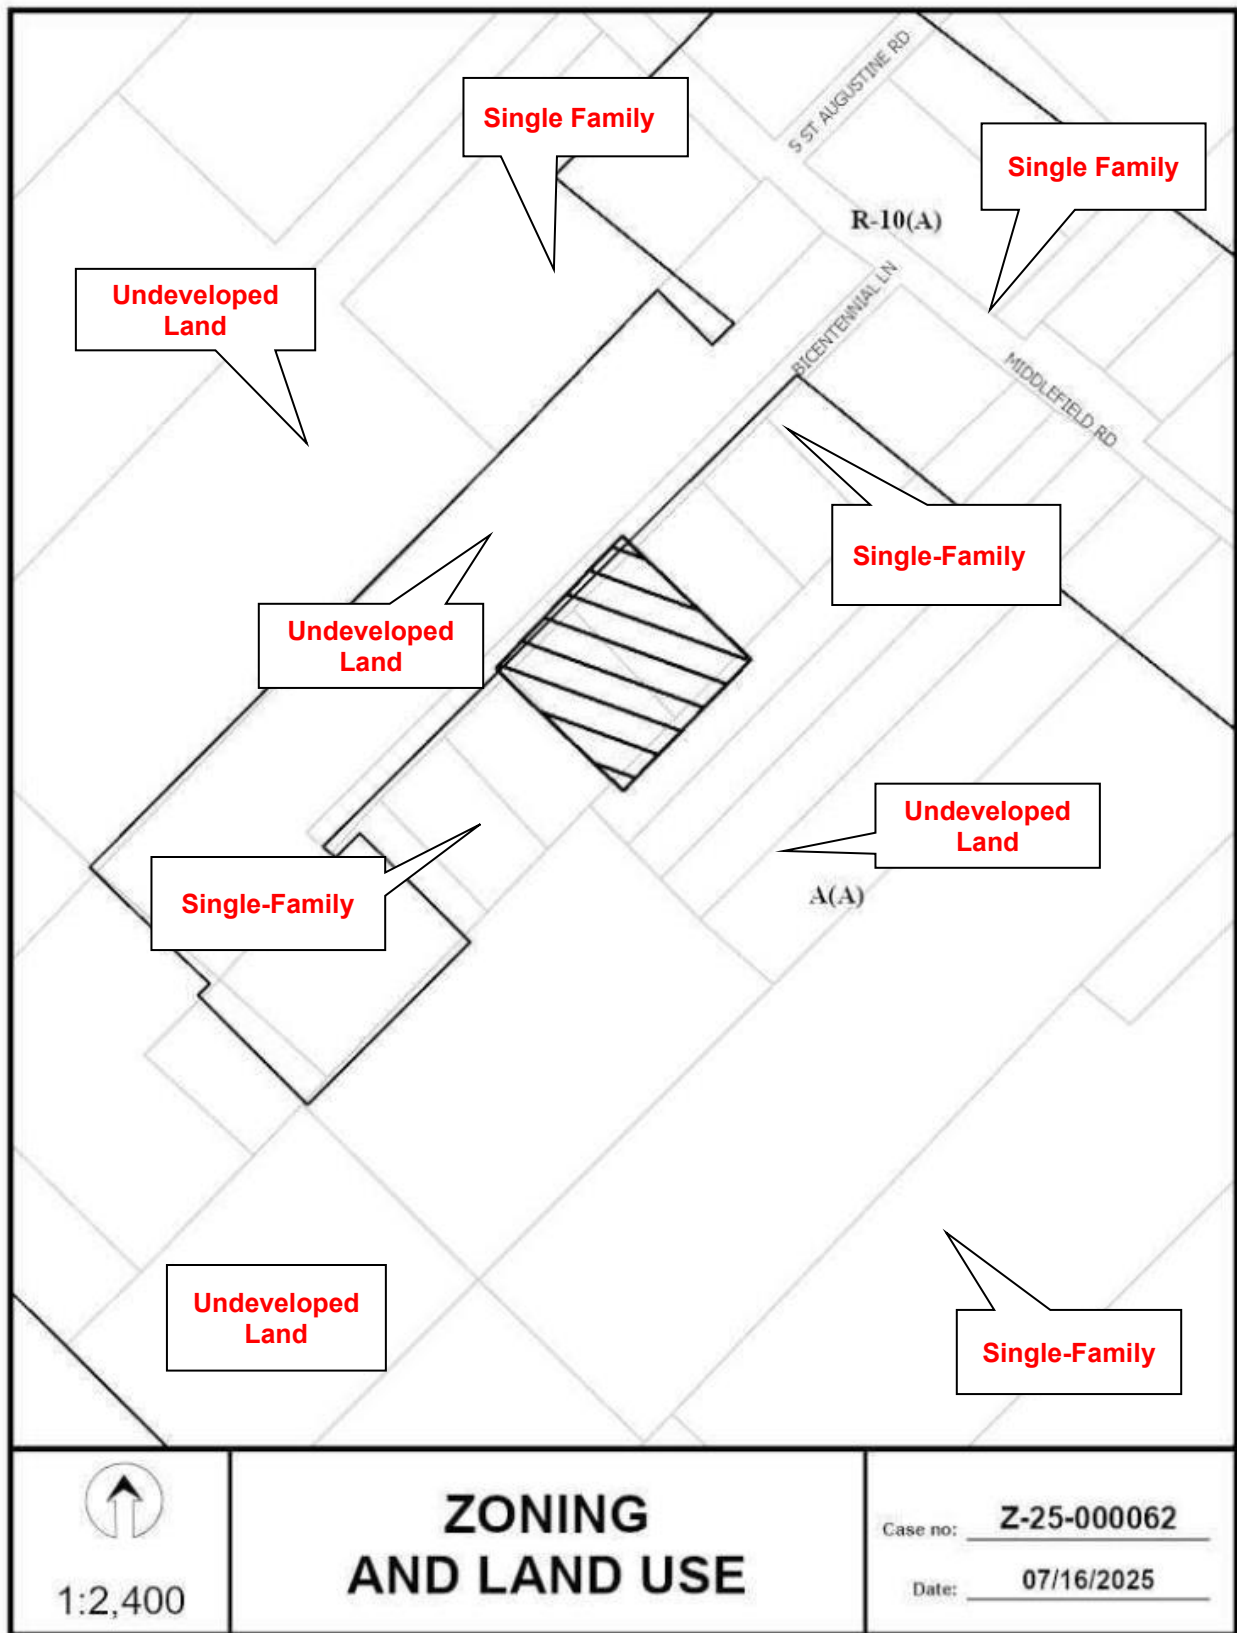 S ST AUGUSTINE RD
Single Family
Single Family
R-10(A)
Undeveloped
Land
BICENTENNIAL LN
MIDDLEFIELD RD
Single-Family
Undeveloped
Land
Undeveloped
Land
A(A)
Single-Family
Undeveloped
Land
Single-Family
1:2,400
ZONING
AND LAND USE
Case no: Z-25-000062
Date: 07/16/2025